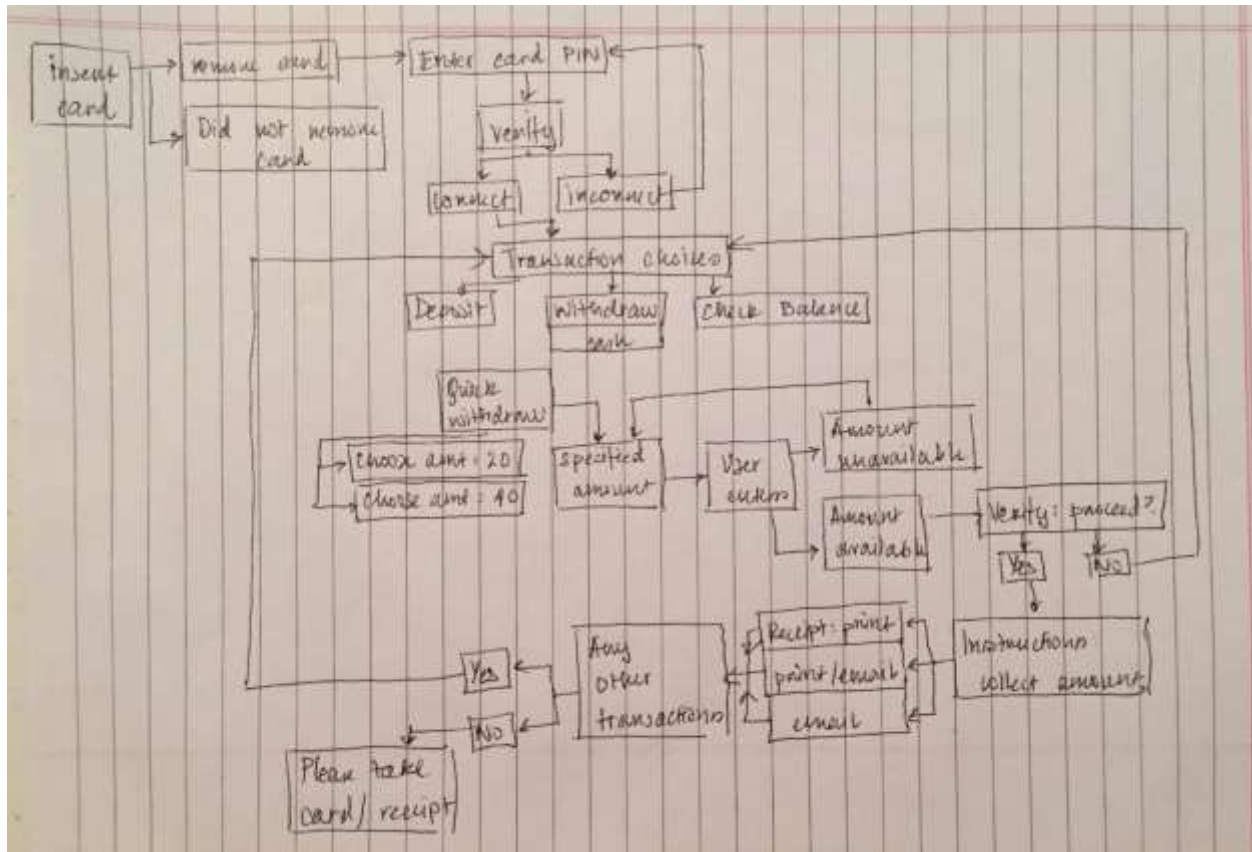 insert
card
remove card
Did not remove
card
Enter card PIN
Verify
correct
incorrect
Transaction choices
Deposit
Withdraw
cash
Check Balance
Quick
withdraw
Choose amt: 20
Choose amt: 40
Specified
amount
User
enters
Amount
unavailable
Amount
available
Verify: proceed?
Yes
No
Instructions
collect amount
Receipt: print
print/email
email
Any
other
transactions
Yes
No
Please take
card/receipt